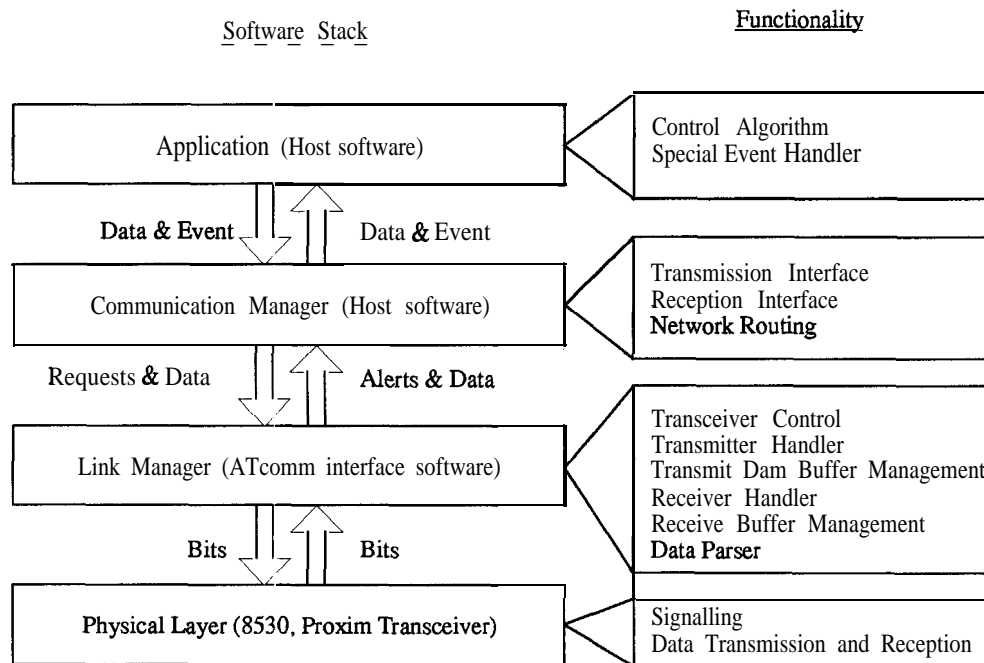 Software Stack
Functionality
Application (Host software)
Control Algorithm
Special Event Handler
Data & Event
Data & Event
Communication Manager (Host software)
Transmission Interface
Reception Interface
Network Routing
Requests & Data
Alerts & Data
Link Manager (ATcomm interface software)
Transceiver Control
Transmitter Handler
Transmit Dam Buffer Management
Receiver Handler
Receive Buffer Management
Data Parser
Bits
Bits
Physical Layer (8530, Proxim Transceiver)
Signalling
Data Transmission and Reception